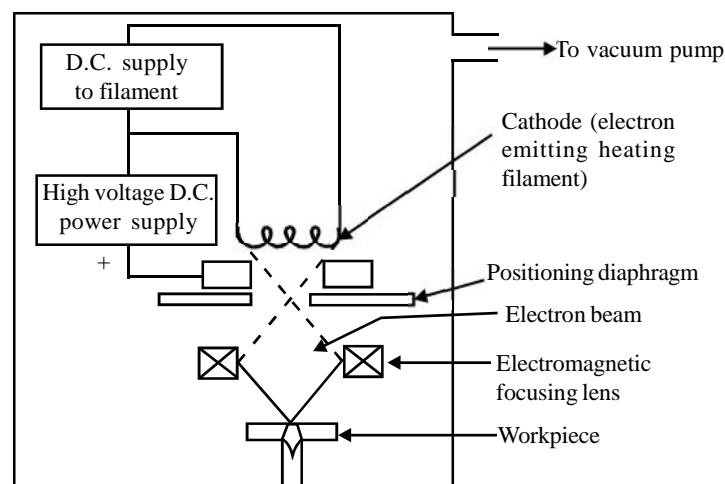 D.C. supply
to filament
To vacuum pump
Cathode (electron
emitting heating
filament)
High voltage D.C.
power supply
+
Positioning diaphragm
Electron beam
Electromagnetic
focusing lens
Workpiece